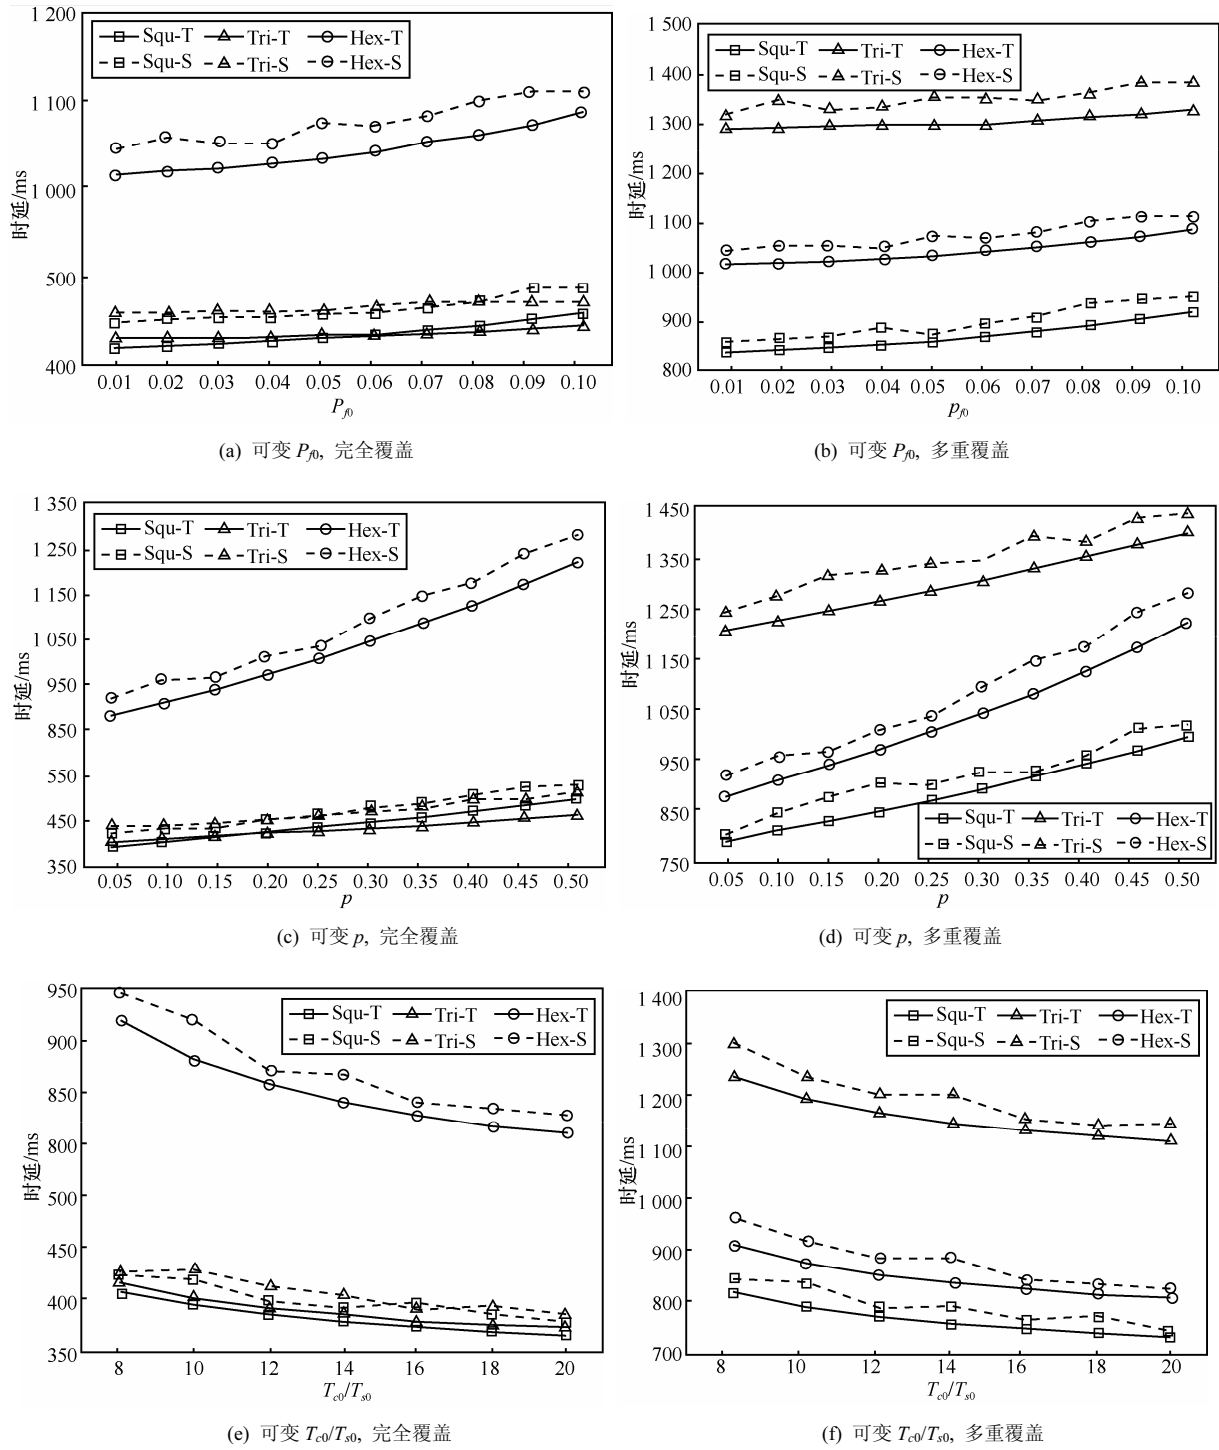 1 200
1 100
1 000
500
400
时延/ms
Squ-T Tri-T Hex-T
Squ-S Tri-S Hex-S
0.01 0.02 0.03 0.04 0.05 0.06 0.07 0.08 0.09 0.10
P_f0
(a) 可变 P_f0, 完全覆盖
1 500
1 400
1 300
1 200
1 100
1 000
900
800
时延/ms
Squ-T Tri-T Hex-T
Squ-S Tri-S Hex-S
0.01 0.02 0.03 0.04 0.05 0.06 0.07 0.08 0.09 0.10
p_f0
(b) 可变 P_f0, 多重覆盖
1 350
1 250
1 150
1 050
950
850
550
450
350
时延/ms
Squ-T Tri-T Hex-T
Squ-S Tri-S Hex-S
0.05 0.10 0.15 0.20 0.25 0.30 0.35 0.40 0.45 0.50
p
(c) 可变 p, 完全覆盖
1 450
1 350
1 250
1 150
1 050
950
850
750
时延/ms
Squ-T Tri-T Hex-T
Squ-S Tri-S Hex-S
0.05 0.10 0.15 0.20 0.25 0.30 0.35 0.40 0.45 0.50
p
(d) 可变 p, 多重覆盖
950
900
850
800
500
450
400
350
时延/ms
Squ-T Tri-T Hex-T
Squ-S Tri-S Hex-S
8 10 12 14 16 18 20
T_c0/T_s0
(e) 可变 T_c0/T_s0, 完全覆盖
1 400
1 300
1 200
1 100
1 000
900
800
700
时延/ms
Squ-T Tri-T Hex-T
Squ-S Tri-S Hex-S
8 10 12 14 16 18 20
T_c0/T_s0
(f) 可变 T_c0/T_s0, 多重覆盖